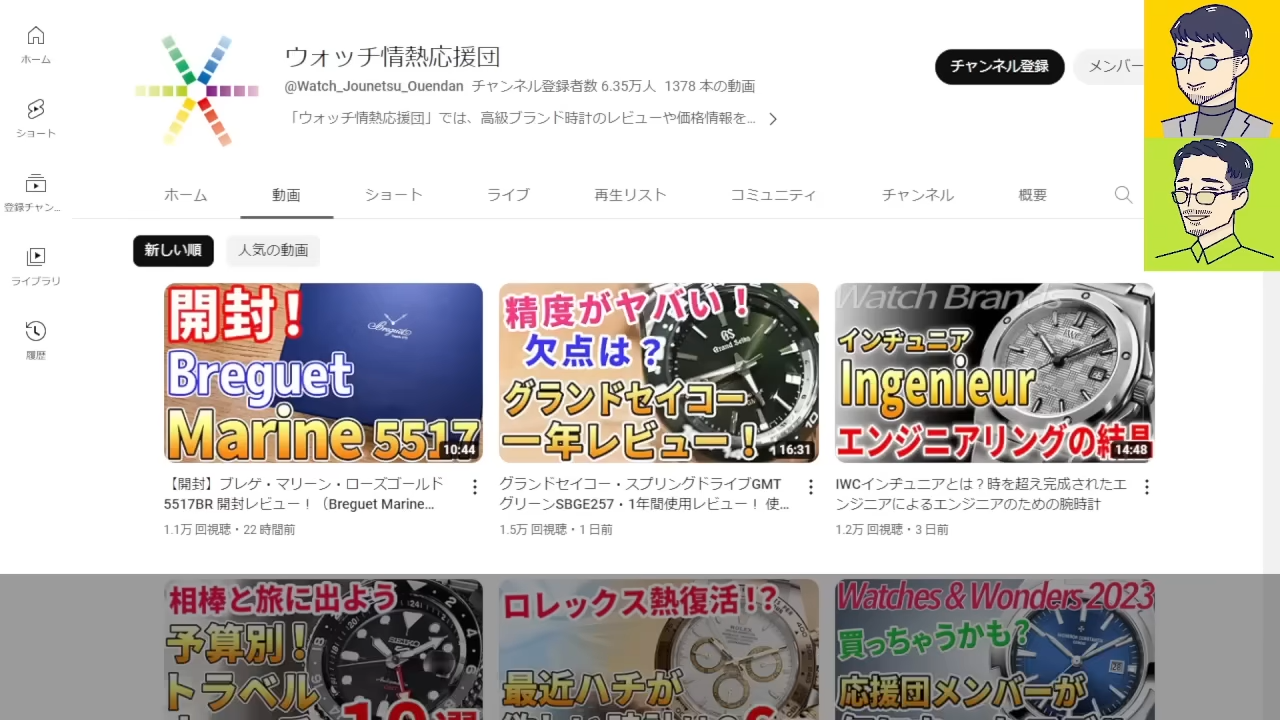 ホーム
ショート
登録チャン...
ライブラリ
履歴
ウォッチ情熱応援団
@Watch_Jounetsu_Ouendan チャンネル登録者数 6.35万人 1378 本の動画
「ウォッチ情熱応援団」では、高級ブランド時計のレビューや価格情報を...
チャンネル登録
メンバー
ホーム 動画 ショート ライブ 再生リスト コミュニティ チャンネル 概要
新しい順 人気の動画
開封！
Breguet
Marine 5517
Breguet
10:44
【開封】ブレゲ・マリーン・ローズゴールド
5517BR 開封レビュー！（Breguet Marine...
1.1万 回視聴・22 時間前
精度がヤバい！
欠点は？
グランドセイコー
一年レビュー！
GS
Grand Seiko
16:31
グランドセイコー・スプリングドライブGMT
グリーンSBGE257・1年間使用レビュー！ 使...
1.5万 回視聴・1 日前
Watch Brands
インヂュニア
Ingenieur
エンジニアリングの結晶
IWC
14:48
IWCインヂュニアとは？時を超え完成されたエ
ンジニアによるエンジニアのための腕時計
1.2万 回視聴・3 日前
相棒と旅に出よう
予算別！
トラベル
SEIKO
10選
ロレックス熱復活!?
最近ハチが
ROLEX
Watches & Wonders 2023
買っちゃうかも?
応援団メンバーが